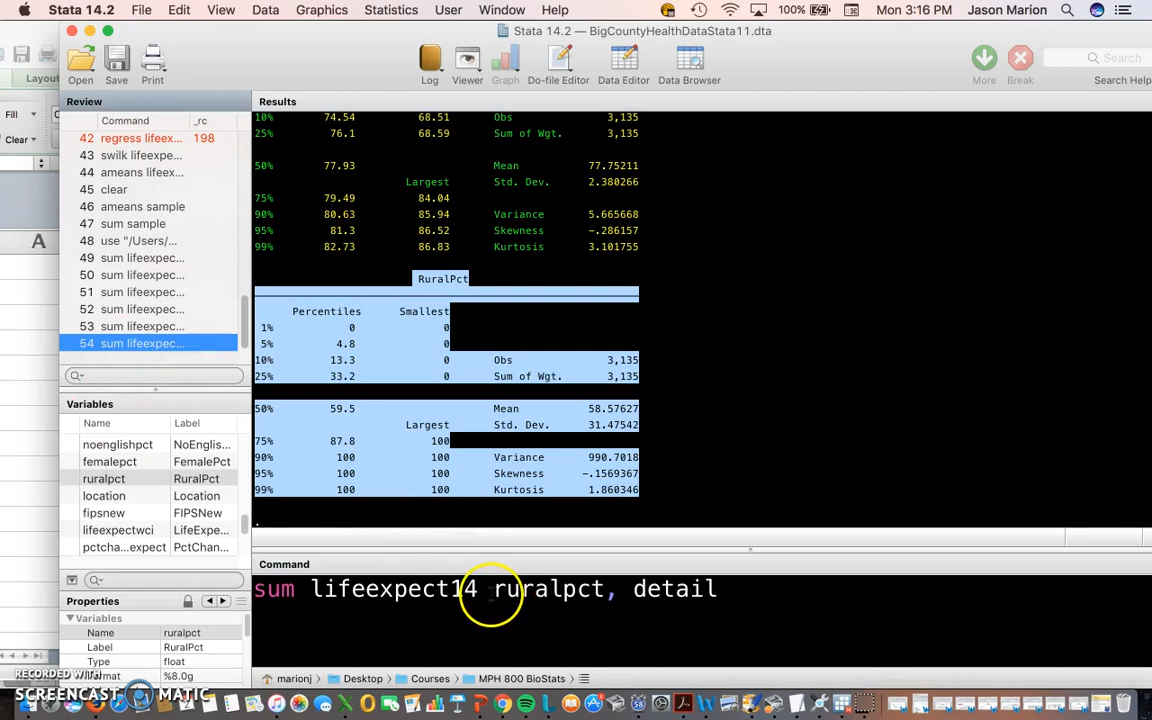 Stata 14.2 File Edit View Data Graphics Statistics User Window Help 100% Mon 3:16 PM Jason Marion
Stata 14.2 — BigCountyHealthDataStata11.dta
Layou
Fill
Clear
A
Open Save Print Log Viewer Graph Do-file Editor Data Editor Data Browser More Break Search
Search Help
Review
Command _rc
42 regress lifeex... 198
43 swilk lifeexpe...
44 ameans lifeex...
45 clear
46 ameans sample
47 sum sample
48 use "/Users/...
49 sum lifeexpec...
50 sum lifeexpec...
51 sum lifeexpec...
52 sum lifeexpec...
53 sum lifeexpec...
54 sum lifeexpec...
Variables
Name Label
noenglishpct NoEnglis...
femalepct FemalePct
ruralpct RuralPct
location Location
fipsnew FIPSNew
lifeexpectwci LifeExpe...
pctcha...expect PctChan...
Properties
Variables
Name ruralpct
Label RuralPct
Type float
Format %8.0g
Results
10% 74.54 68.51 Obs 3,135
25% 76.1 68.59 Sum of Wgt. 3,135
50% 77.93 Mean 77.75211
Largest Std. Dev. 2.380266
75% 79.49 84.04
90% 80.63 85.94 Variance 5.665668
95% 81.3 86.52 Skewness -.286157
99% 82.73 86.83 Kurtosis 3.101755
RuralPct
Percentiles Smallest
1% 0 0
5% 4.8 0
10% 13.3 0 Obs 3,135
25% 33.2 0 Sum of Wgt. 3,135
50% 59.5 Mean 58.57627
Largest Std. Dev. 31.47542
75% 87.8 100
90% 100 100 Variance 990.7018
95% 100 100 Skewness -.1569367
99% 100 100 Kurtosis 1.860346
.
Command
sum lifeexpect14 ruralpct, detail
marionj Desktop Courses MPH 800 BioStats
RECORDED WITH
SCREENCAST MATIC